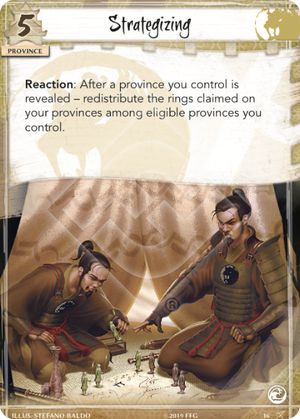 Strategizing
5
PROVINCE
Reaction: After a province you control is
revealed – redistribute the rings claimed on
your provinces among eligible provinces you
control.
ILLUS: STEFANO BALDO
©2019 FFG
16